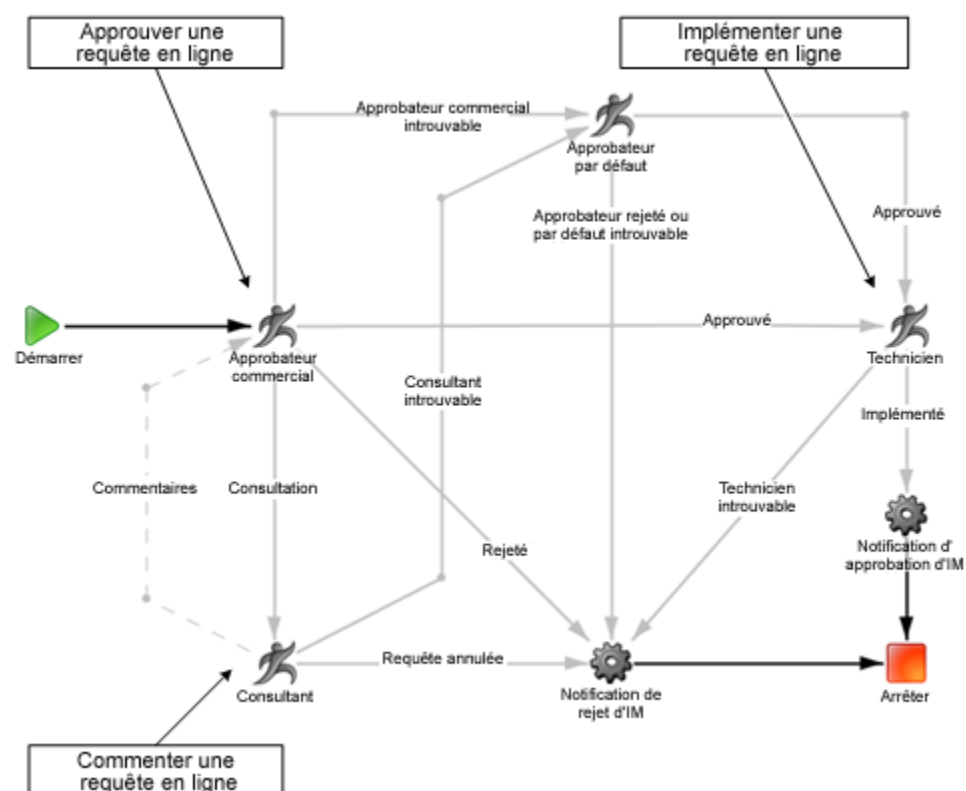 Approuver une
requête en ligne
Implémenter une
requête en ligne
Approbateur commercial
introuvable
Approbateur
par défaut
Approbateur rejeté ou
par défaut introuvable
Approuvé
Démarrer
Approbateur
commercial
Approuvé
Technicien
Consultant
introuvable
Implémenté
Commentaires
Consultation
Technicien
introuvable
Rejeté
Notification d'
approbation d'IM
Requête annulée
Consultant
Notification de
rejet d'IM
Arrêter
Commenter une
requête en ligne